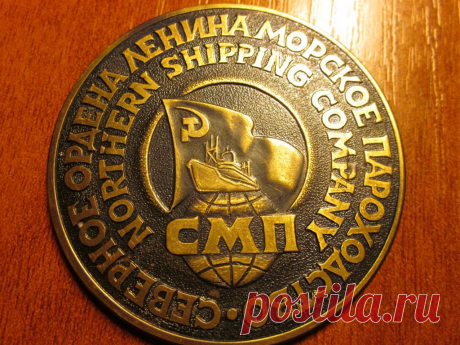 СЕВЕРНОЕ ОРДЕНА ЛЕНИНА МОРСКОЕ ПАРОХОДСТВО
NORTHERN SHIPPING COMPANY
СМП
postila.ru